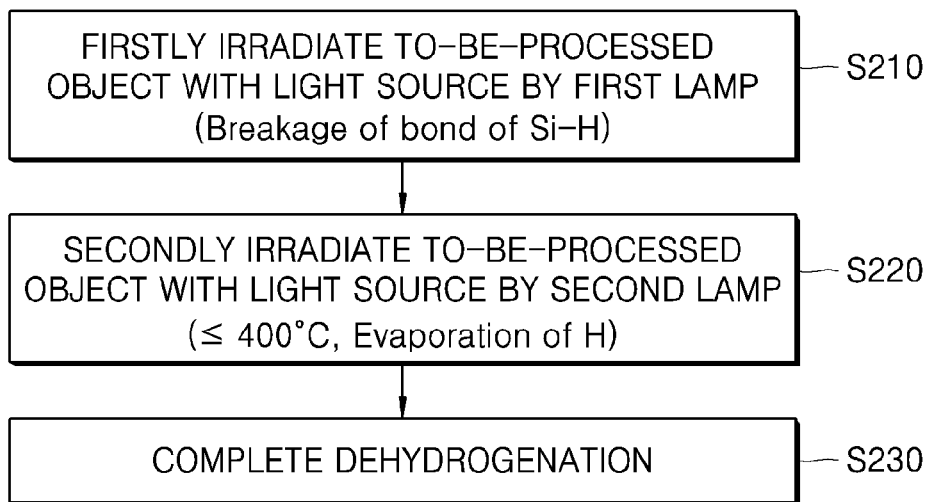 FIRSTLY IRRADIATE TO-BE-PROCESSED
OBJECT WITH LIGHT SOURCE BY FIRST LAMP
(Breakage of bond of Si-H)
S210
SECONDLY IRRADIATE TO-BE-PROCESSED
OBJECT WITH LIGHT SOURCE BY SECOND LAMP
(≤ 400°C, Evaporation of H)
S220
COMPLETE DEHYDROGENATION
S230